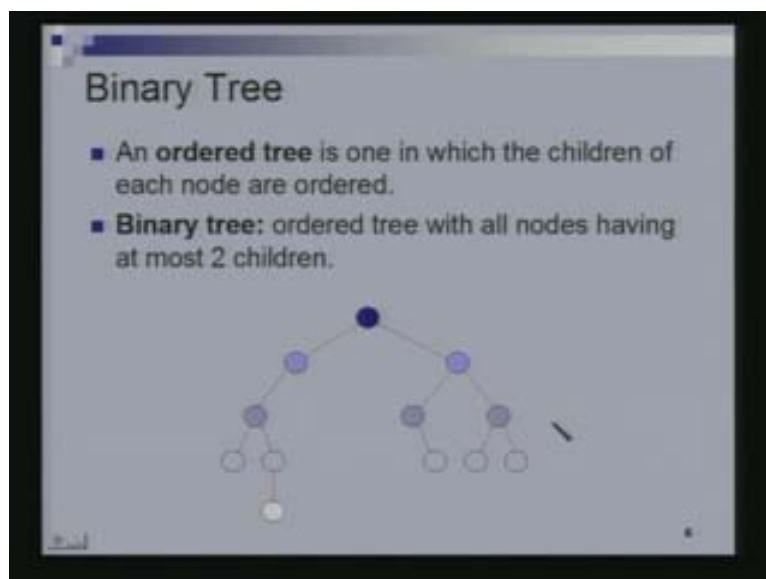 Binary Tree
An ordered tree is one in which the children of
each node are ordered.
Binary tree: ordered tree with all nodes having
at most 2 children.